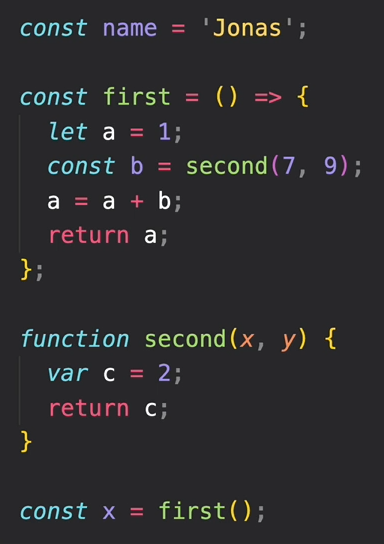 const name = 'Jonas';
const first = () => {
  let a = 1;
  const b = second(7, 9);
  a = a + b;
  return a;
};
function second(x, y) {
  var c = 2;
  return c;
}
const x = first();